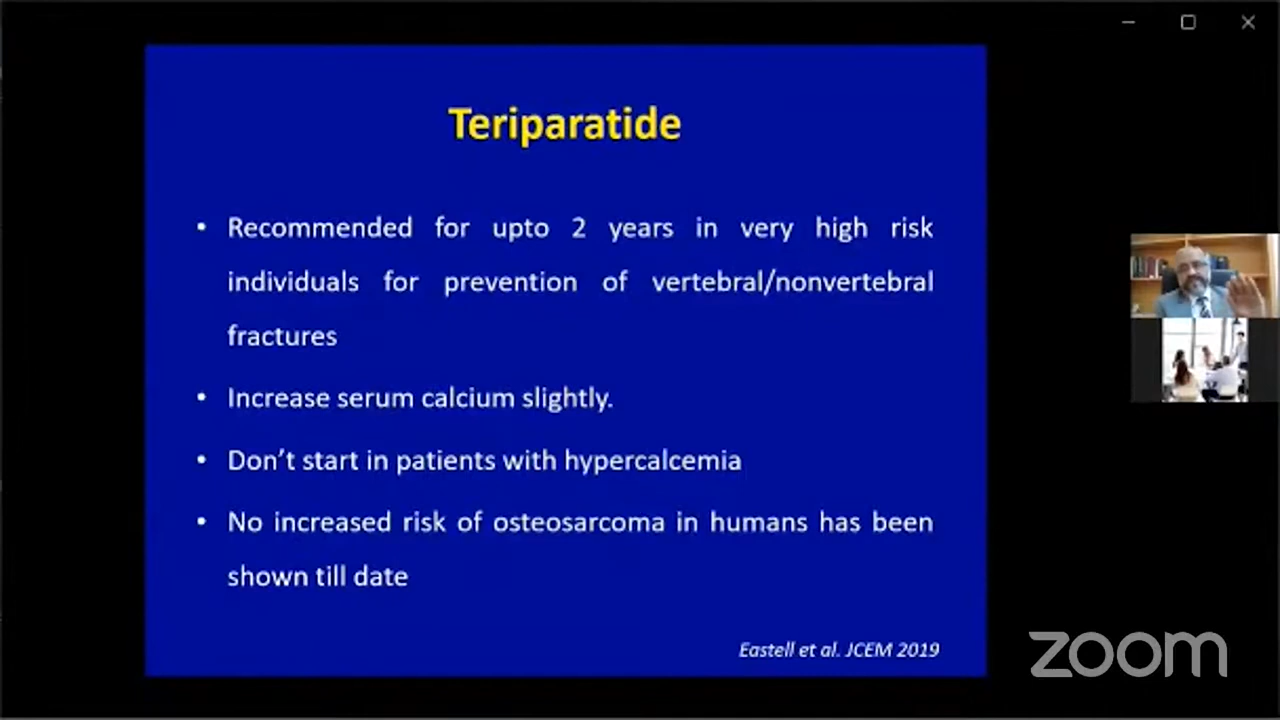 Teriparatide
• Recommended for upto 2 years in very high risk
individuals for prevention of vertebral/nonvertebral
fractures
• Increase serum calcium slightly.
• Don’t start in patients with hypercalcemia
• No increased risk of osteosarcoma in humans has been
shown till date
Eastell et al. JCEM 2019
zoom